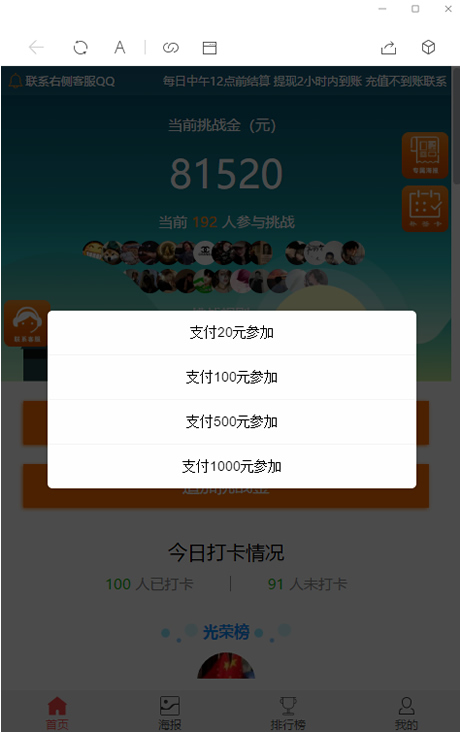 联系右侧客服QQ
每日中午12点前结算 提现2小时内到账 充值不到账联系
当前挑战金（元）
81520
当前 192 人参与挑战
联系客服
支付20元参加
支付100元参加
支付500元参加
支付1000元参加
追加挑战金
今日打卡情况
100 人已打卡
91 人未打卡
光荣榜
首页
海报
排行榜
我的